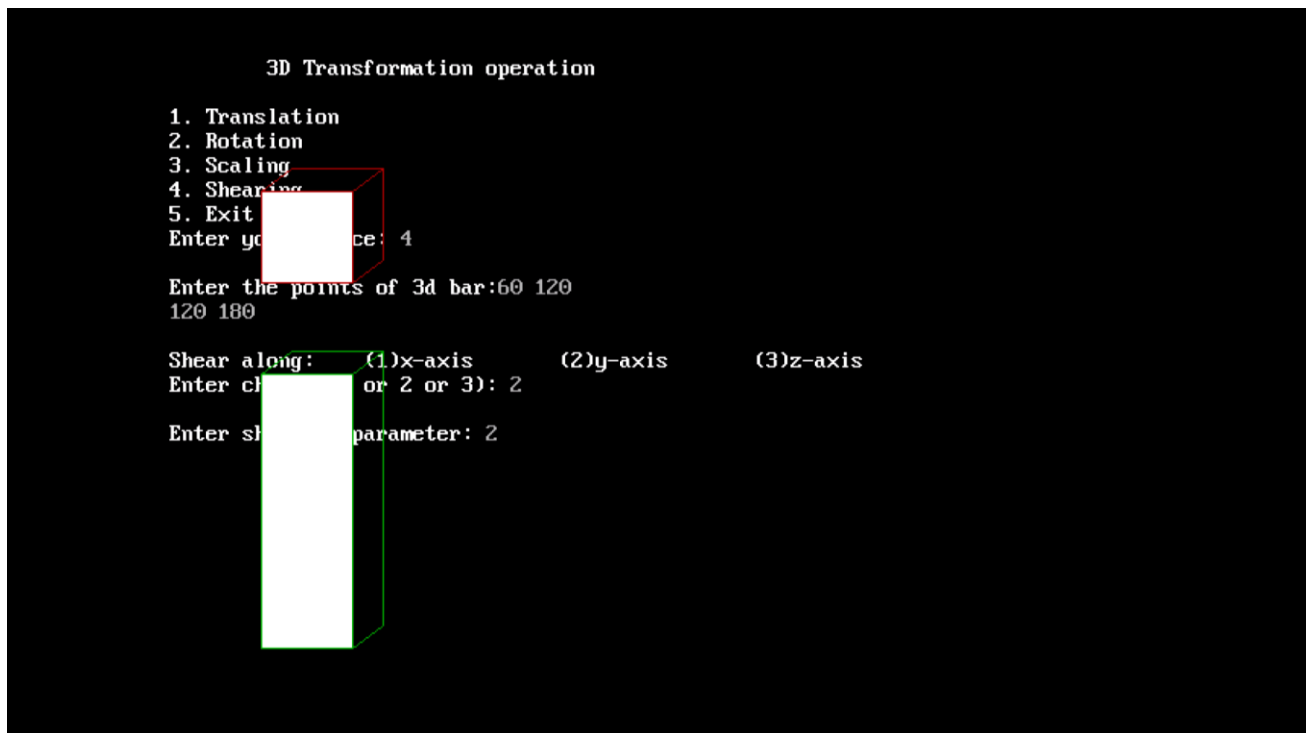 3D Transformation operation
1. Translation
2. Rotation
3. Scaling
4. Shearing
5. Exit
Enter ce: 4
Enter the points of 3d bar:60 120
120 180
Shear along: (1)x-axis (2)y-axis (3)z-axis
Enter or 2 or 3): 2
Enter parameter: 2